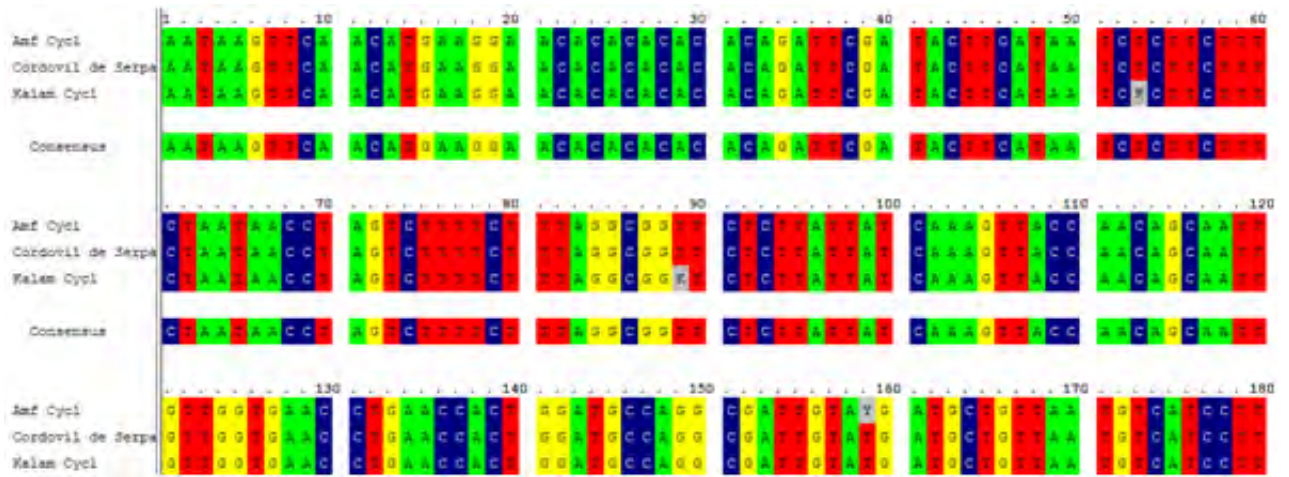 1 . . . . 10 . . . . 20 . . . . 30 . . . . 40 . . . . 50 . . . . 60
Amf Cycl AATAAGTTCA ACATGAAGGA ACACACACAC ACAGATTCGA TACTTCATAA TCTCTTCTTT
Cordovil de Serpa AATAAGTTCA ACATGAAGGA ACACACACAC ACAGATTCGA TACTTCATAA TCTCTTCTTT
Kalam Cycl AATAAGTTCA ACATGAAGGA ACACACACAC ACAGATTCGA TACTTCATAA
Consensus AATAAGTTCA ACATGAAGGA ACACACACAC ACAGATTCGA TACTTCATAA TCTCTTCTTT
. . . . 70 . . . . 80 . . . . 90 . . . . 100 . . . . 110 . . . . 120
Amf Cycl CTAATAACCT AGTCTTTTCT TTAGGCGGTT CTCTTATTAT CAAAGTTACC AACAGCAATT
Cordovil de Serpa CTAATAACCT AGTCTTTTCT TTAGGCGGTT CTCTTATTAT CAAAGTTACC AACAGCAATT
Kalam Cycl CTAATAACCT AGTCTTTTCT TTAGGCGGKT CTCTTATTAT CAAAGTTACC AACAGCAATT
Consensus CTAATAACCT AGTCTTTTCT TTAGGCGGTT CTCTTATTAT CAAAGTTACC AACAGCAATT
. . . . 130 . . . . 140 . . . . 150 . . . . 160 . . . . 170 . . . . 180
Amf Cycl GTTGGTGAAC CTGAACCACT GGATGCCAGG ATGCTGTTAA TGTCATCCTT
Cordovil de Serpa GTTGGTGAAC CTGAACCACT GGATGCCAGG CGATTGTATG ATGCTGTTAA TGTCATCCTT
Kalam Cycl GTTGGTGAAC CTGAACCACT GGATGCCAGG CGATTGTATG ATGCTGTTAA TGTCATCCTT